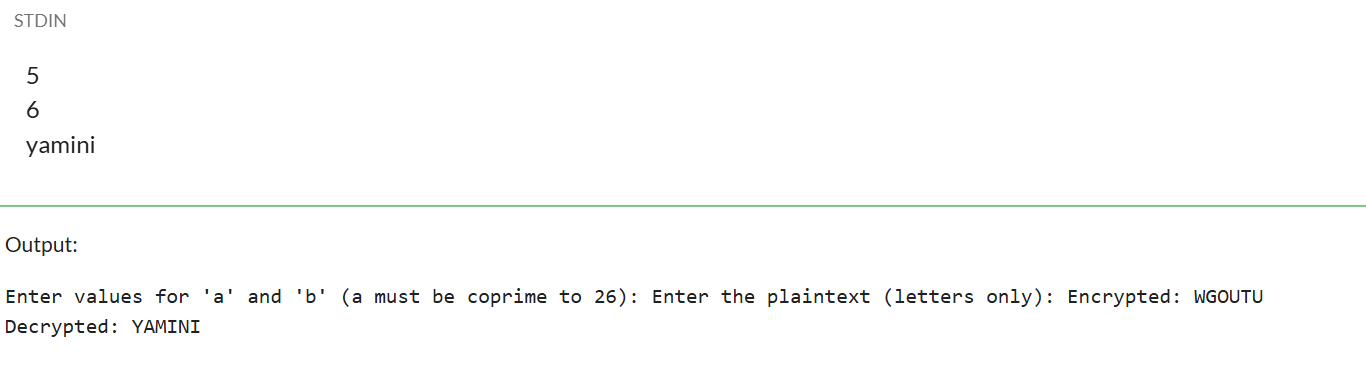 STDIN
5
6
yamini
Output:
Enter values for 'a' and 'b' (a must be coprime to 26): Enter the plaintext (letters only): Encrypted: WGOUTU
Decrypted: YAMINI